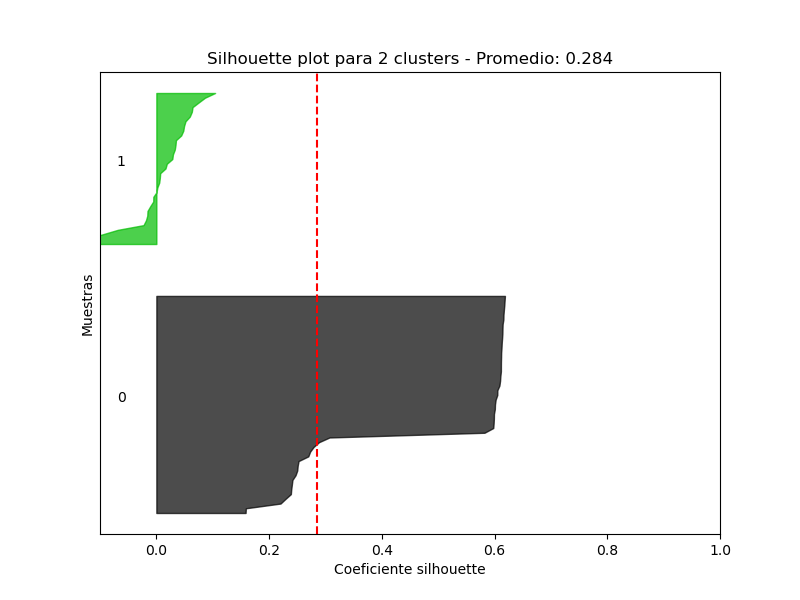 Silhouette plot para 2 clusters - Promedio: 0.284
1
0
Muestras
0.0 0.2 0.4 0.6 0.8 1.0
Coeficiente silhouette